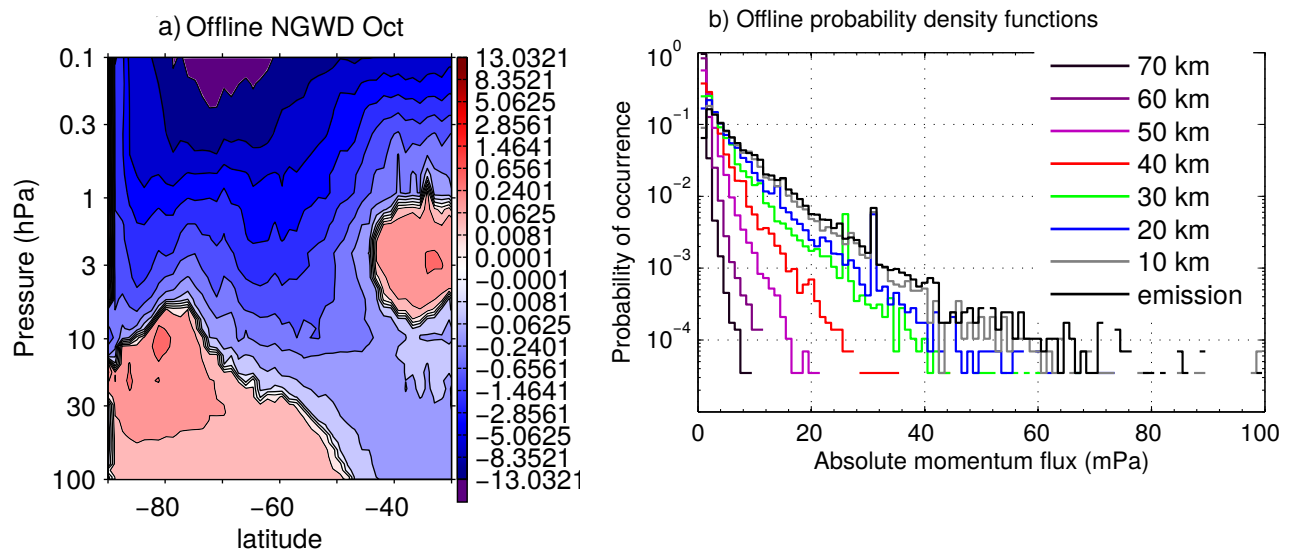 a) Offline NGWD Oct
0.1
0.3
1
3
10
30
100
Pressure (hPa)
−80
−60
−40
latitude
13.0321
8.3521
5.0625
2.8561
1.4641
0.6561
0.2401
0.0625
0.0081
0.0001
−0.0001
−0.0081
−0.0625
−0.2401
−0.6561
−1.4641
−2.8561
−5.0625
−8.3521
−13.0321
b) Offline probability density functions
10^0
10^−1
10^−2
10^−3
10^−4
Probability of occurrence
0
20
40
60
80
100
Absolute momentum flux (mPa)
70 km
60 km
50 km
40 km
30 km
20 km
10 km
emission